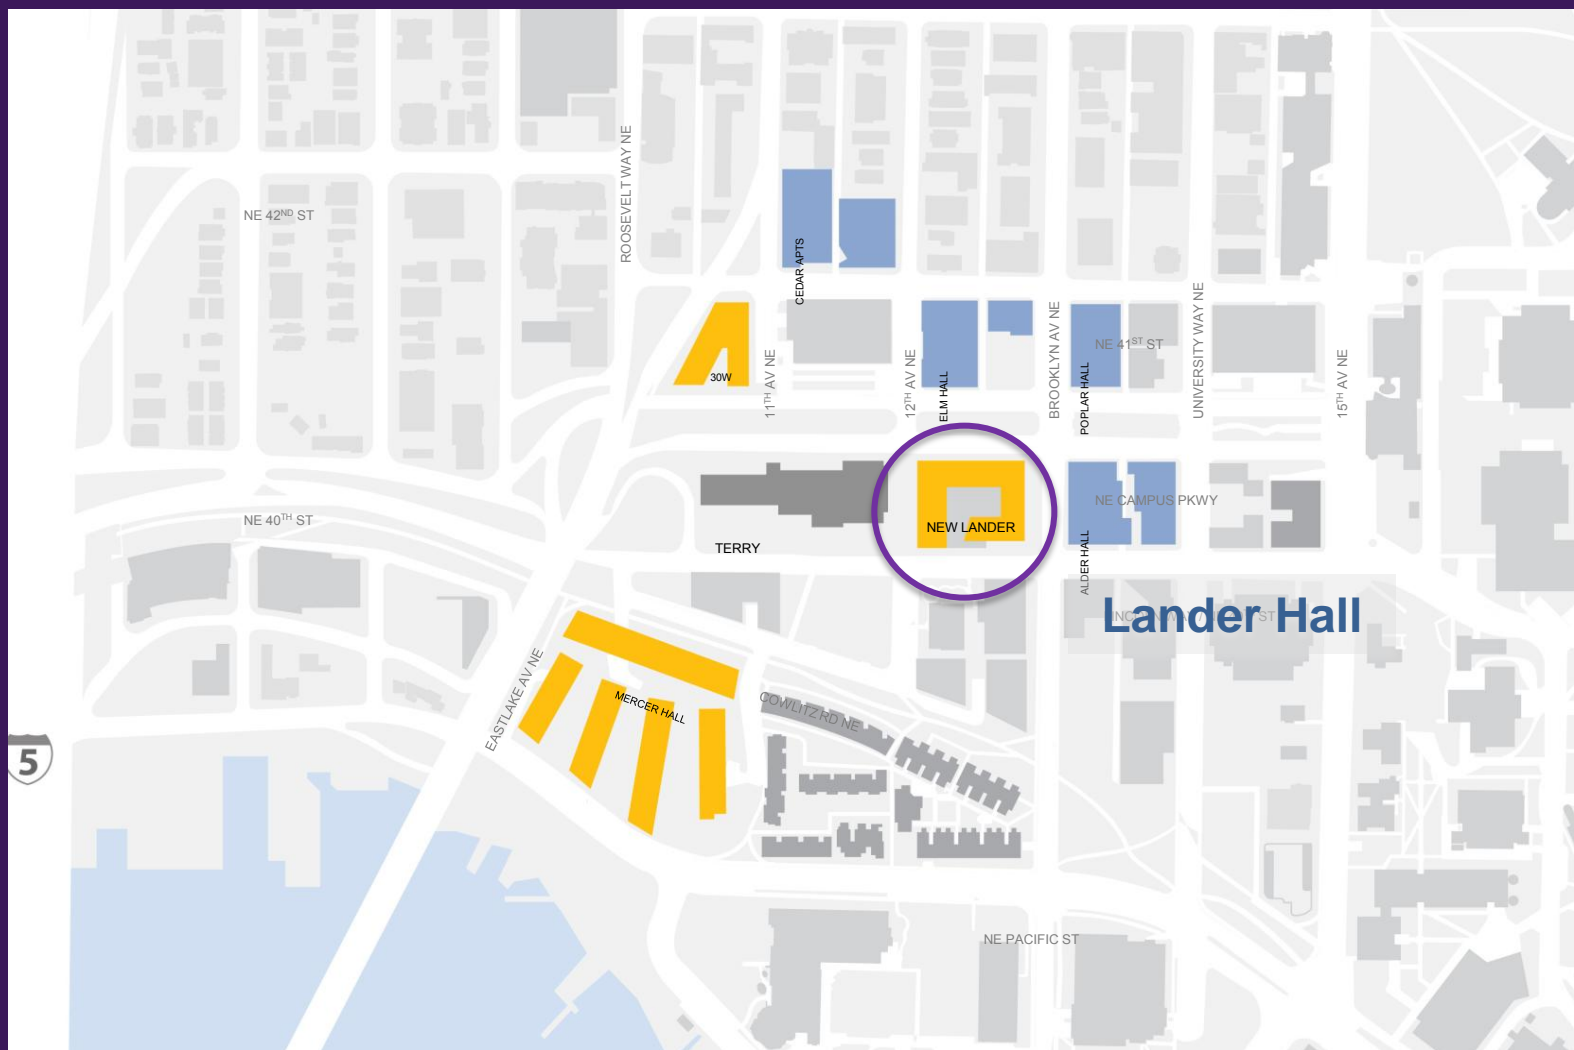 ROOSEVELT WAY NE
NE 42ND ST
CEDAR APTS
UNIVERSITY WAY NE
BROOKLYN AV NE
NE 41ST ST
30W
11TH AV NE
12TH AV NE
ELM HALL
POPLAR HALL
15TH AV NE
NE CAMPUS PKWY
NE 40TH ST
NEW LANDER
TERRY
ALDER HALL
Lander Hall
EASTLAKE AV NE
MERCER HALL
COWLITZ RD NE
5
NE PACIFIC ST